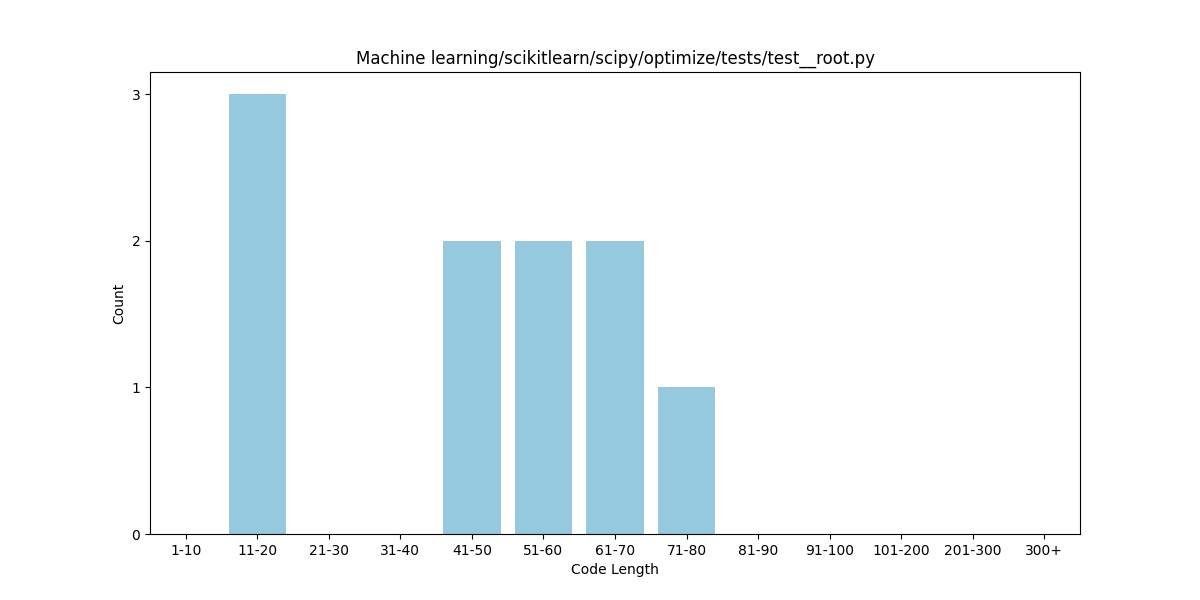 Machine learning/scikitlearn/scipy/optimize/tests/test__root.py
3
2
1
0
Count
1-10 11-20 21-30 31-40 41-50 51-60 61-70 71-80 81-90 91-100 101-200 201-300 300+
Code Length